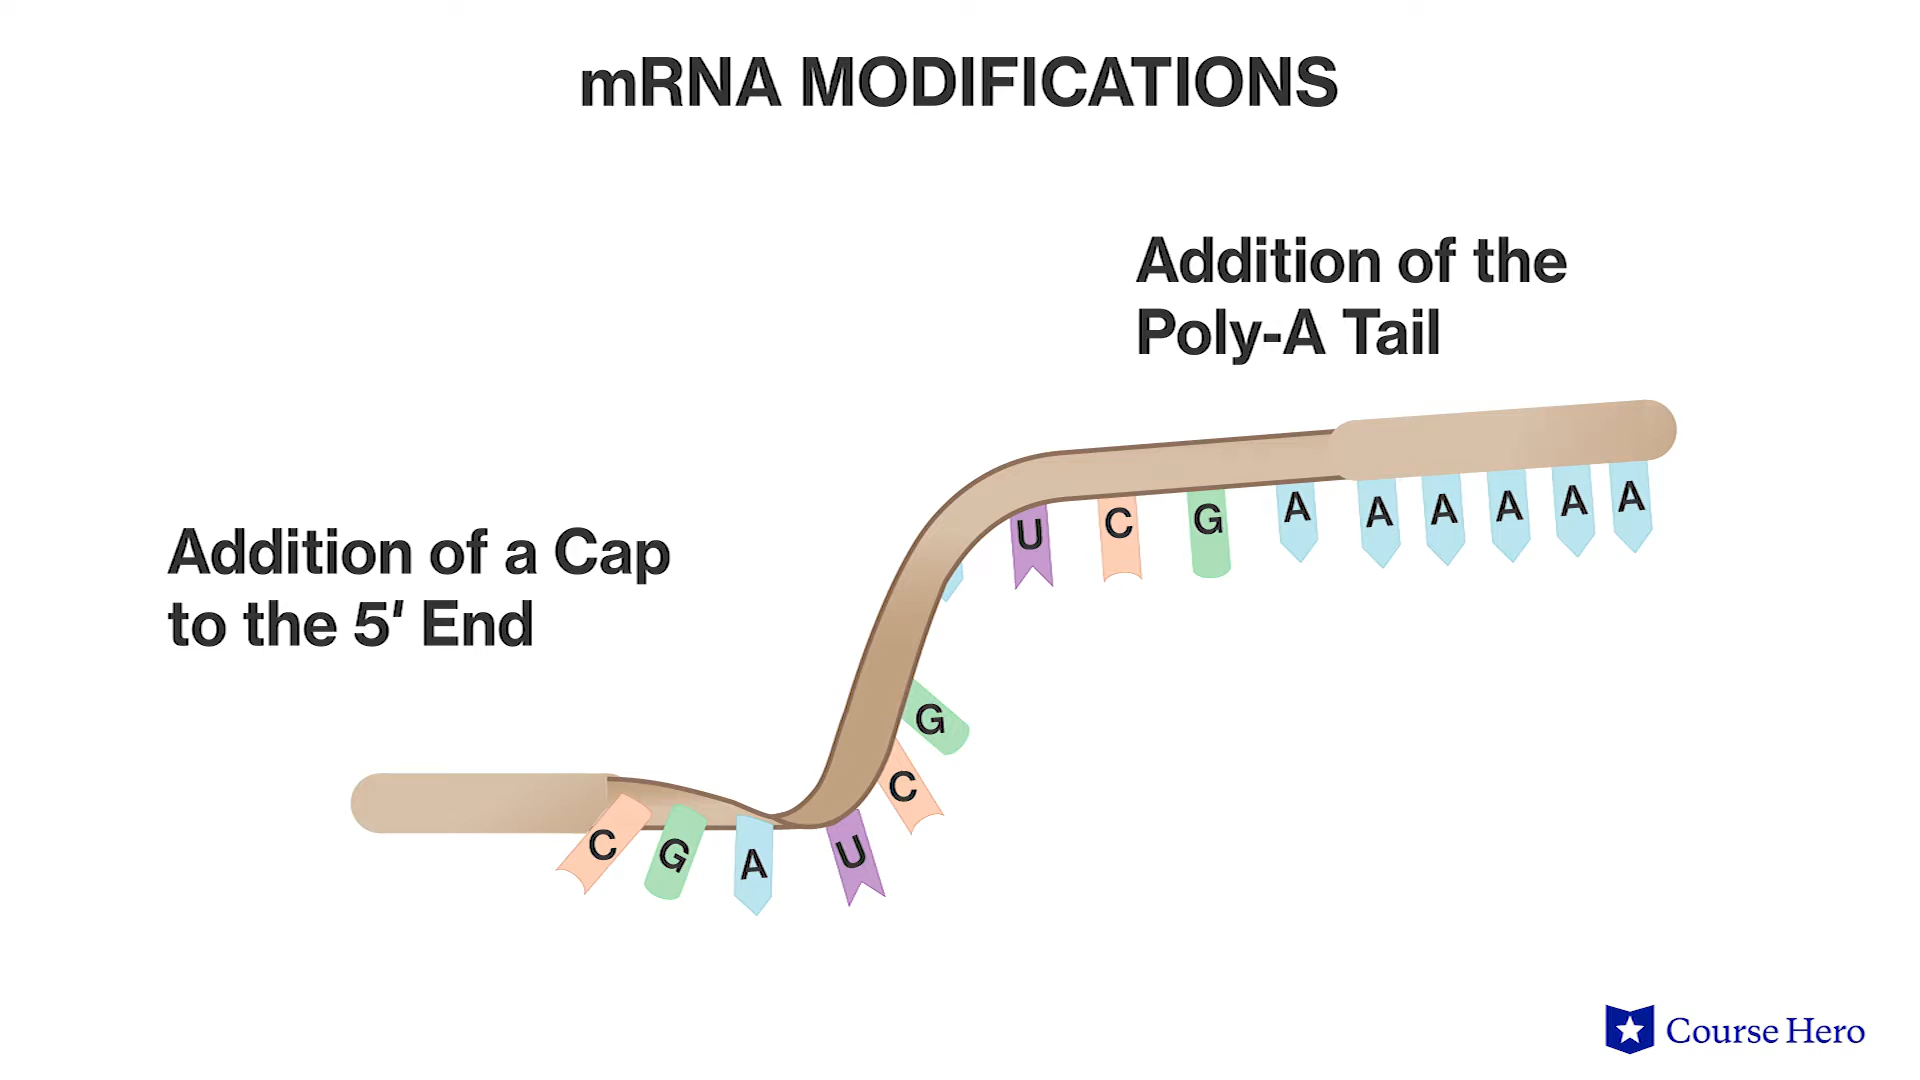 mRNA MODIFICATIONS
Addition of the
Poly-A Tail
Addition of a Cap
to the 5′ End
C G A U C G U C G A A A A A A
Course Hero